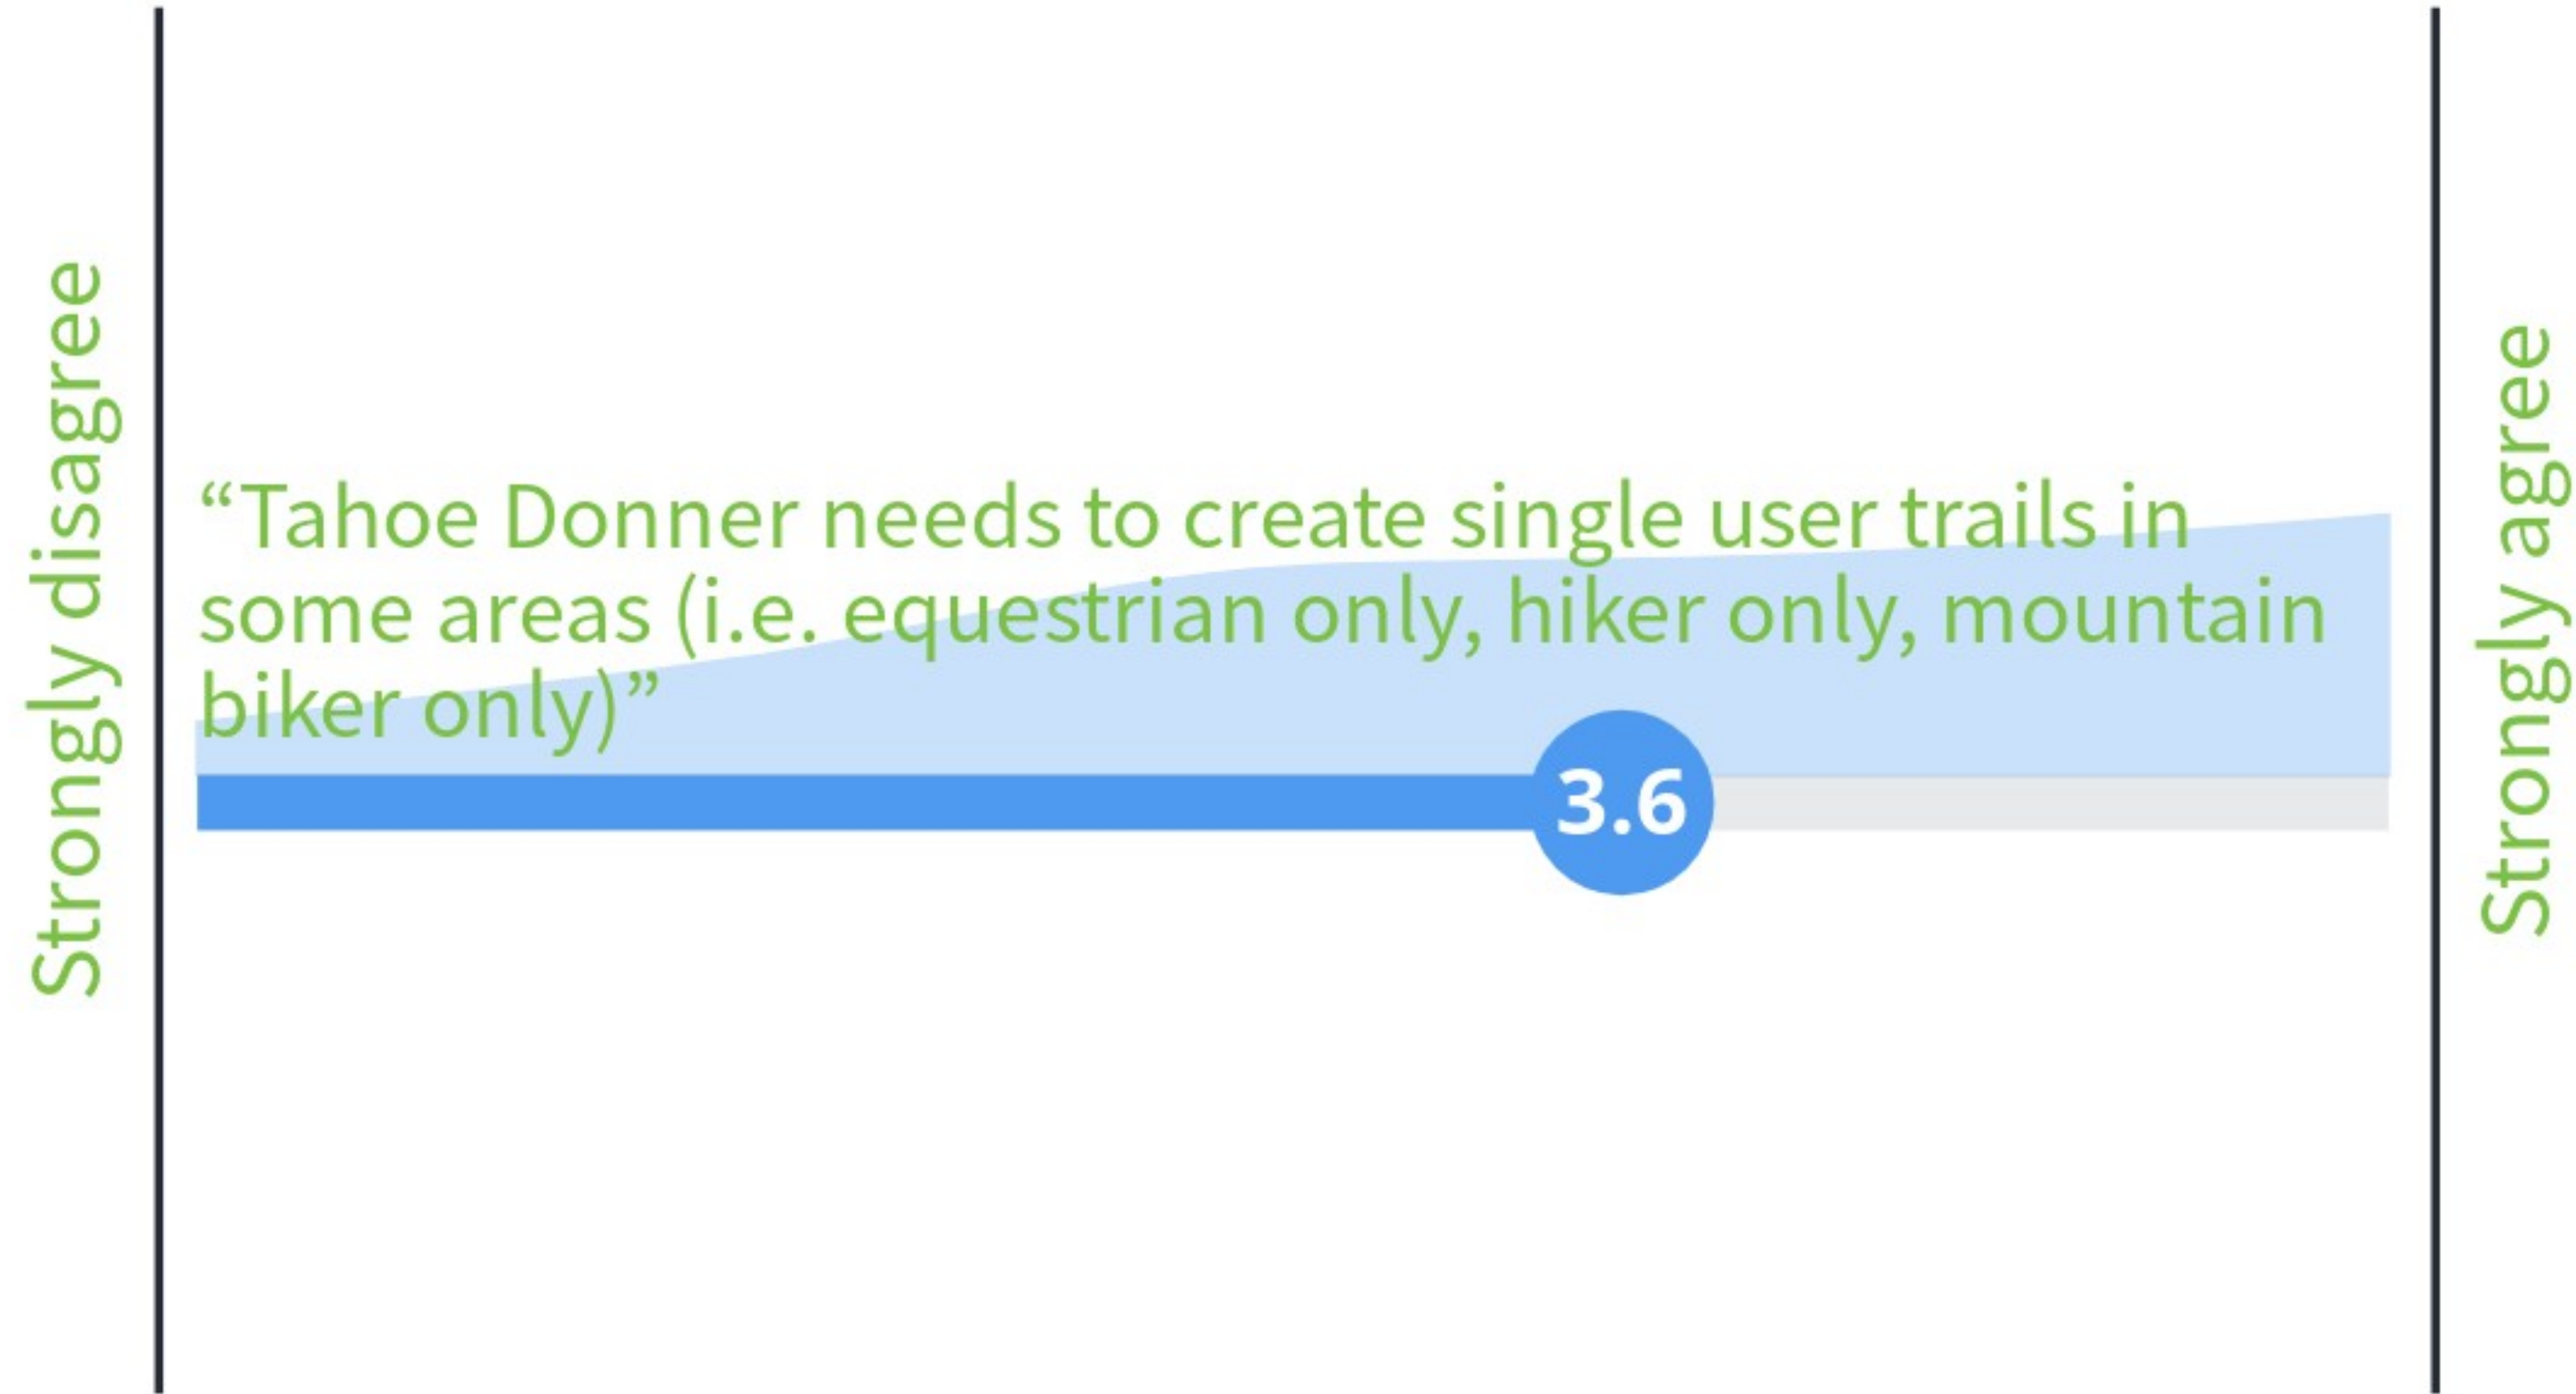 Strongly disagree
“Tahoe Donner needs to create single user trails in
some areas (i.e. equestrian only, hiker only, mountain
biker only)”
3.6
Strongly agree